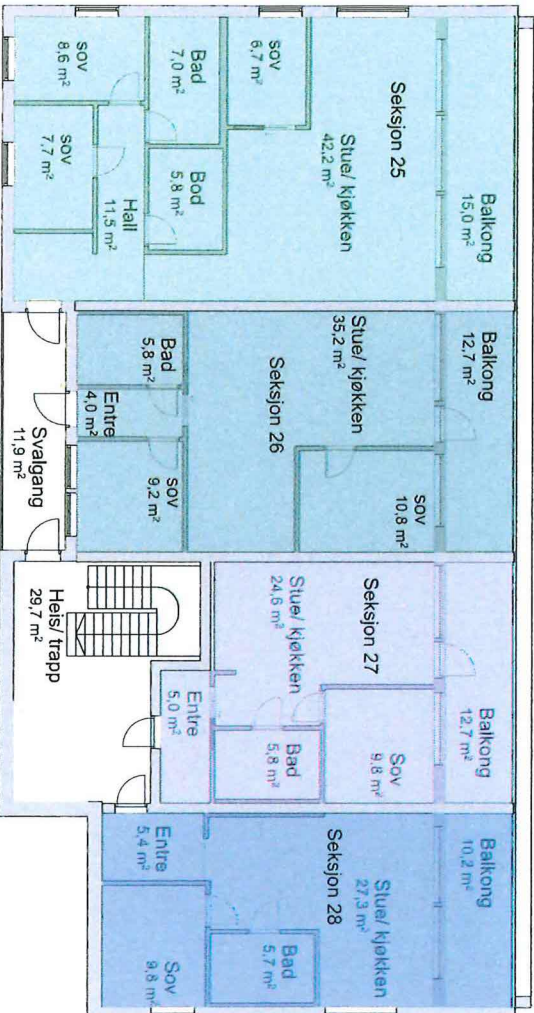 Seksjon 25
Balkong
15,0 m²
Stue/ kjøkken
42,2 m²
sov
6,7 m²
Bad
7,0 m²
Bod
5,8 m²
sov
8,6 m²
sov
7,7 m²
Hall
11,5 m²
Seksjon 26
Balkong
12,7 m²
Stue/ kjøkken
35,2 m²
sov
10,8 m²
Bad
5,8 m²
Entre
4,0 m²
sov
9,2 m²
Svalgang
11,9 m²
Heis/ trapp
29,7 m²
Seksjon 27
Balkong
12,7 m²
Stue/ kjøkken
24,6 m²
Sov
9,8 m²
Bad
5,8 m²
Entre
5,0 m²
Seksjon 28
Balkong
10,2 m²
Stue/ kjøkken
27,3 m²
Bad
5,7 m²
Entre
5,4 m²
Sov
9,8 m²